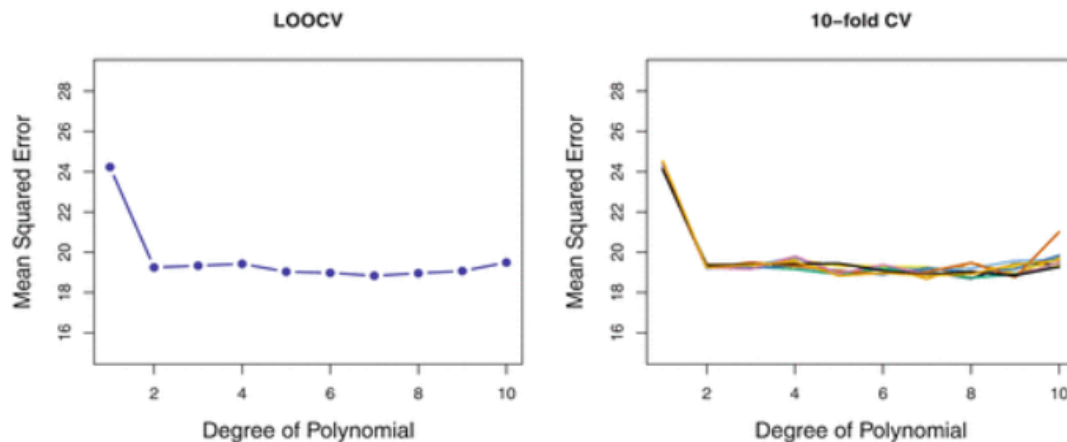 LOOCV
Mean Squared Error
28
26
24
22
20
18
16
2 4 6 8 10
Degree of Polynomial
10-fold CV
Mean Squared Error
28
26
24
22
20
18
16
2 4 6 8 10
Degree of Polynomial